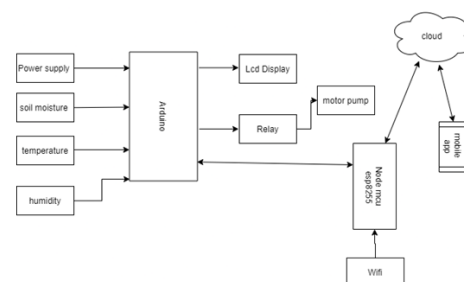 cloud
Power supply
Lcd Display
soil moisture
Arduino
motor pump
Relay
temperature
mobile
app
humidity
Node mcu
esp8255
Wifi